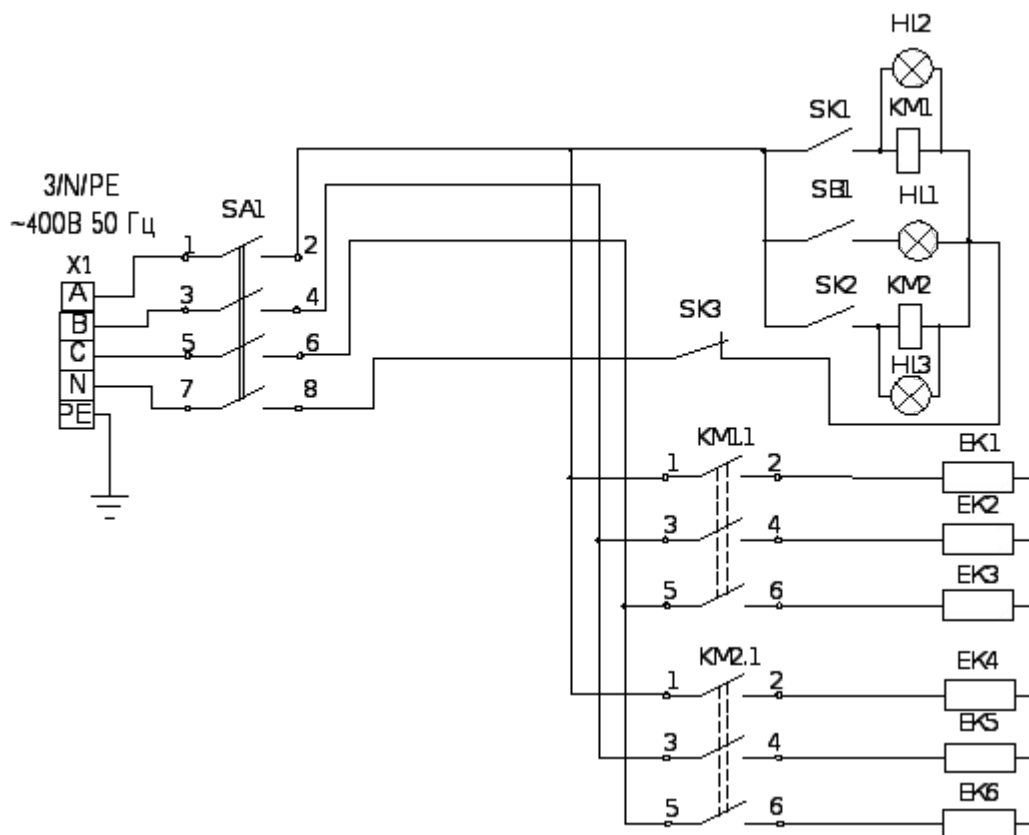 HL2
SK1
KM1
3/N/PE
~400В 50 Гц
SA1
SB1
HL1
1
2
X1
A
3
4
SK2
KM2
B
SK3
5
6
C
HL3
N
7
8
PE
KM1.1
EK1
1
2
EK2
3
4
EK3
5
6
KM2.1
EK4
1
2
EK5
3
4
EK6
5
6